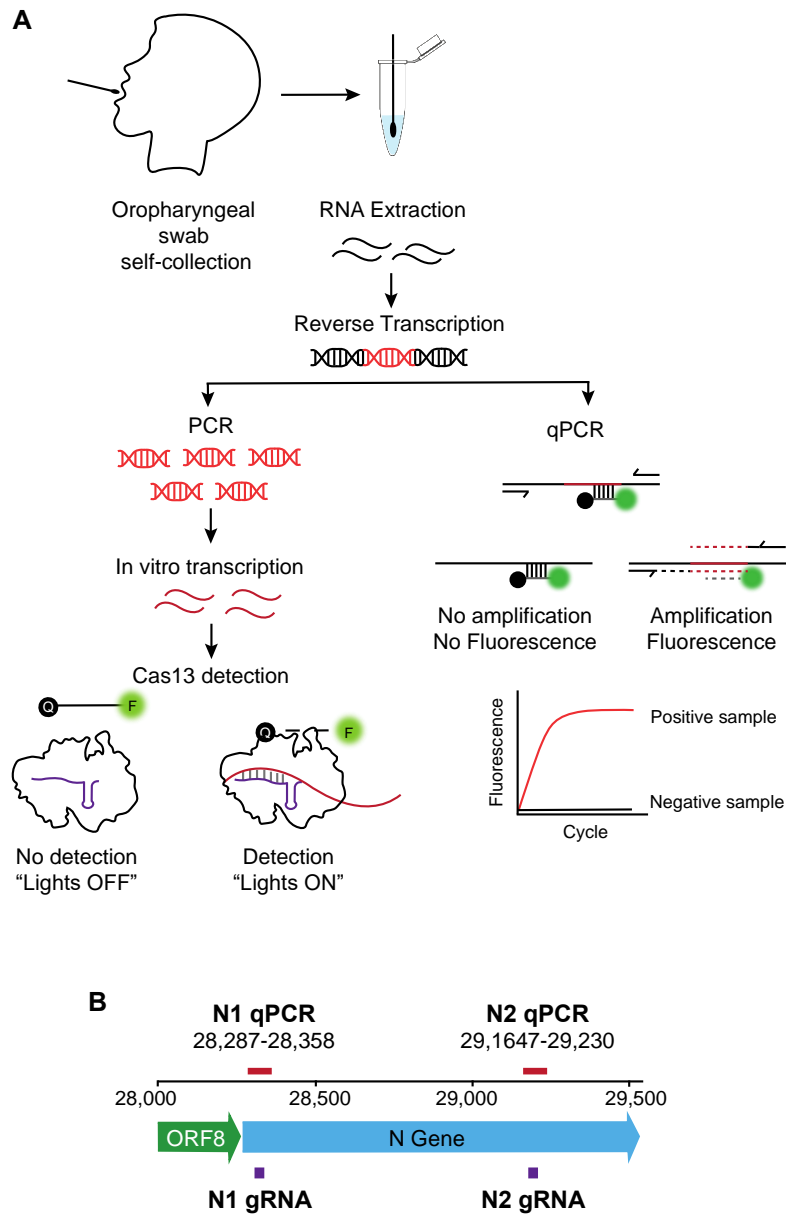 A
Oropharyngeal
swab
self-collection
RNA Extraction
Reverse Transcription
PCR
qPCR
In vitro transcription
No amplification
No Fluorescence
Amplification
Fluorescence
Cas13 detection
Q
F
Q
F
No detection
“Lights OFF”
Detection
“Lights ON”
Fluorescence
Positive sample
Negative sample
Cycle
B
N1 qPCR
28,287-28,358
N2 qPCR
29,1647-29,230
28,000
28,500
29,000
29,500
ORF8
N Gene
N1 gRNA
N2 gRNA